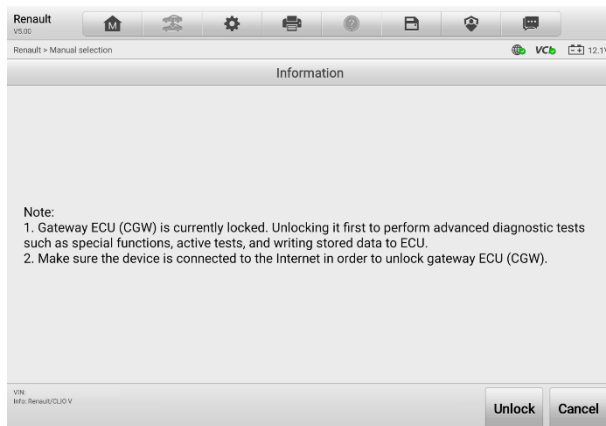 Renault
V5.00
M
?
Renault > Manual selection
VCI
12.1V
Information
Note:
1. Gateway ECU (CGW) is currently locked. Unlocking it first to perform advanced diagnostic tests
such as special functions, active tests, and writing stored data to ECU.
2. Make sure the device is connected to the Internet in order to unlock gateway ECU (CGW).
VIN:
Info: Renault/CLIO V
Unlock
Cancel